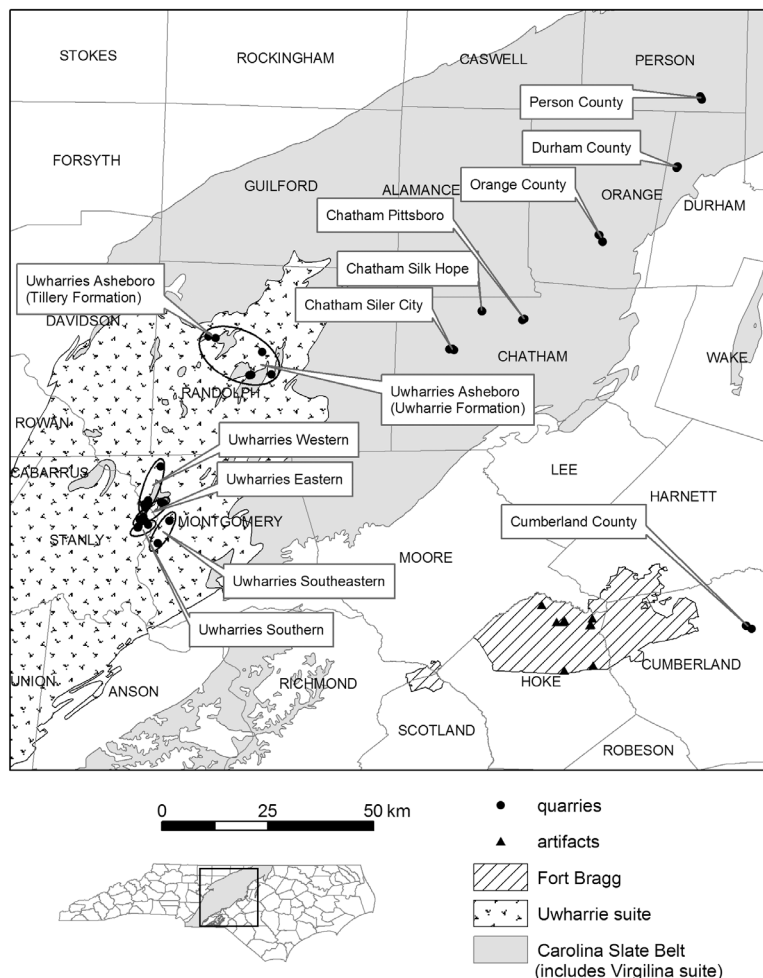 STOKES
ROCKINGHAM
CASWELL
PERSON
Person County
FORSYTH
Durham County
GUILFORD
ALAMANCE
Orange County
ORANGE
DURHAM
Chatham Pittsboro
Chatham Silk Hope
Uwharries Asheboro
(Tillery Formation)
Chatham Siler City
DAVIDSON
CHATHAM
WAKE
RANDOLPH
Uwharries Asheboro
(Uwharrie Formation)
ROWAN
Uwharries Western
CABARRUS
Uwharries Eastern
LEE
HARNETT
MONTGOMERY
Cumberland County
STANLY
MOORE
Uwharries Southeastern
Uwharries Southern
UNION
ANSON
RICHMOND
HOKE
CUMBERLAND
SCOTLAND
ROBESON
0 25 50 km
quarries
artifacts
Fort Bragg
Uwharrie suite
Carolina Slate Belt
(includes Virgilina suite)